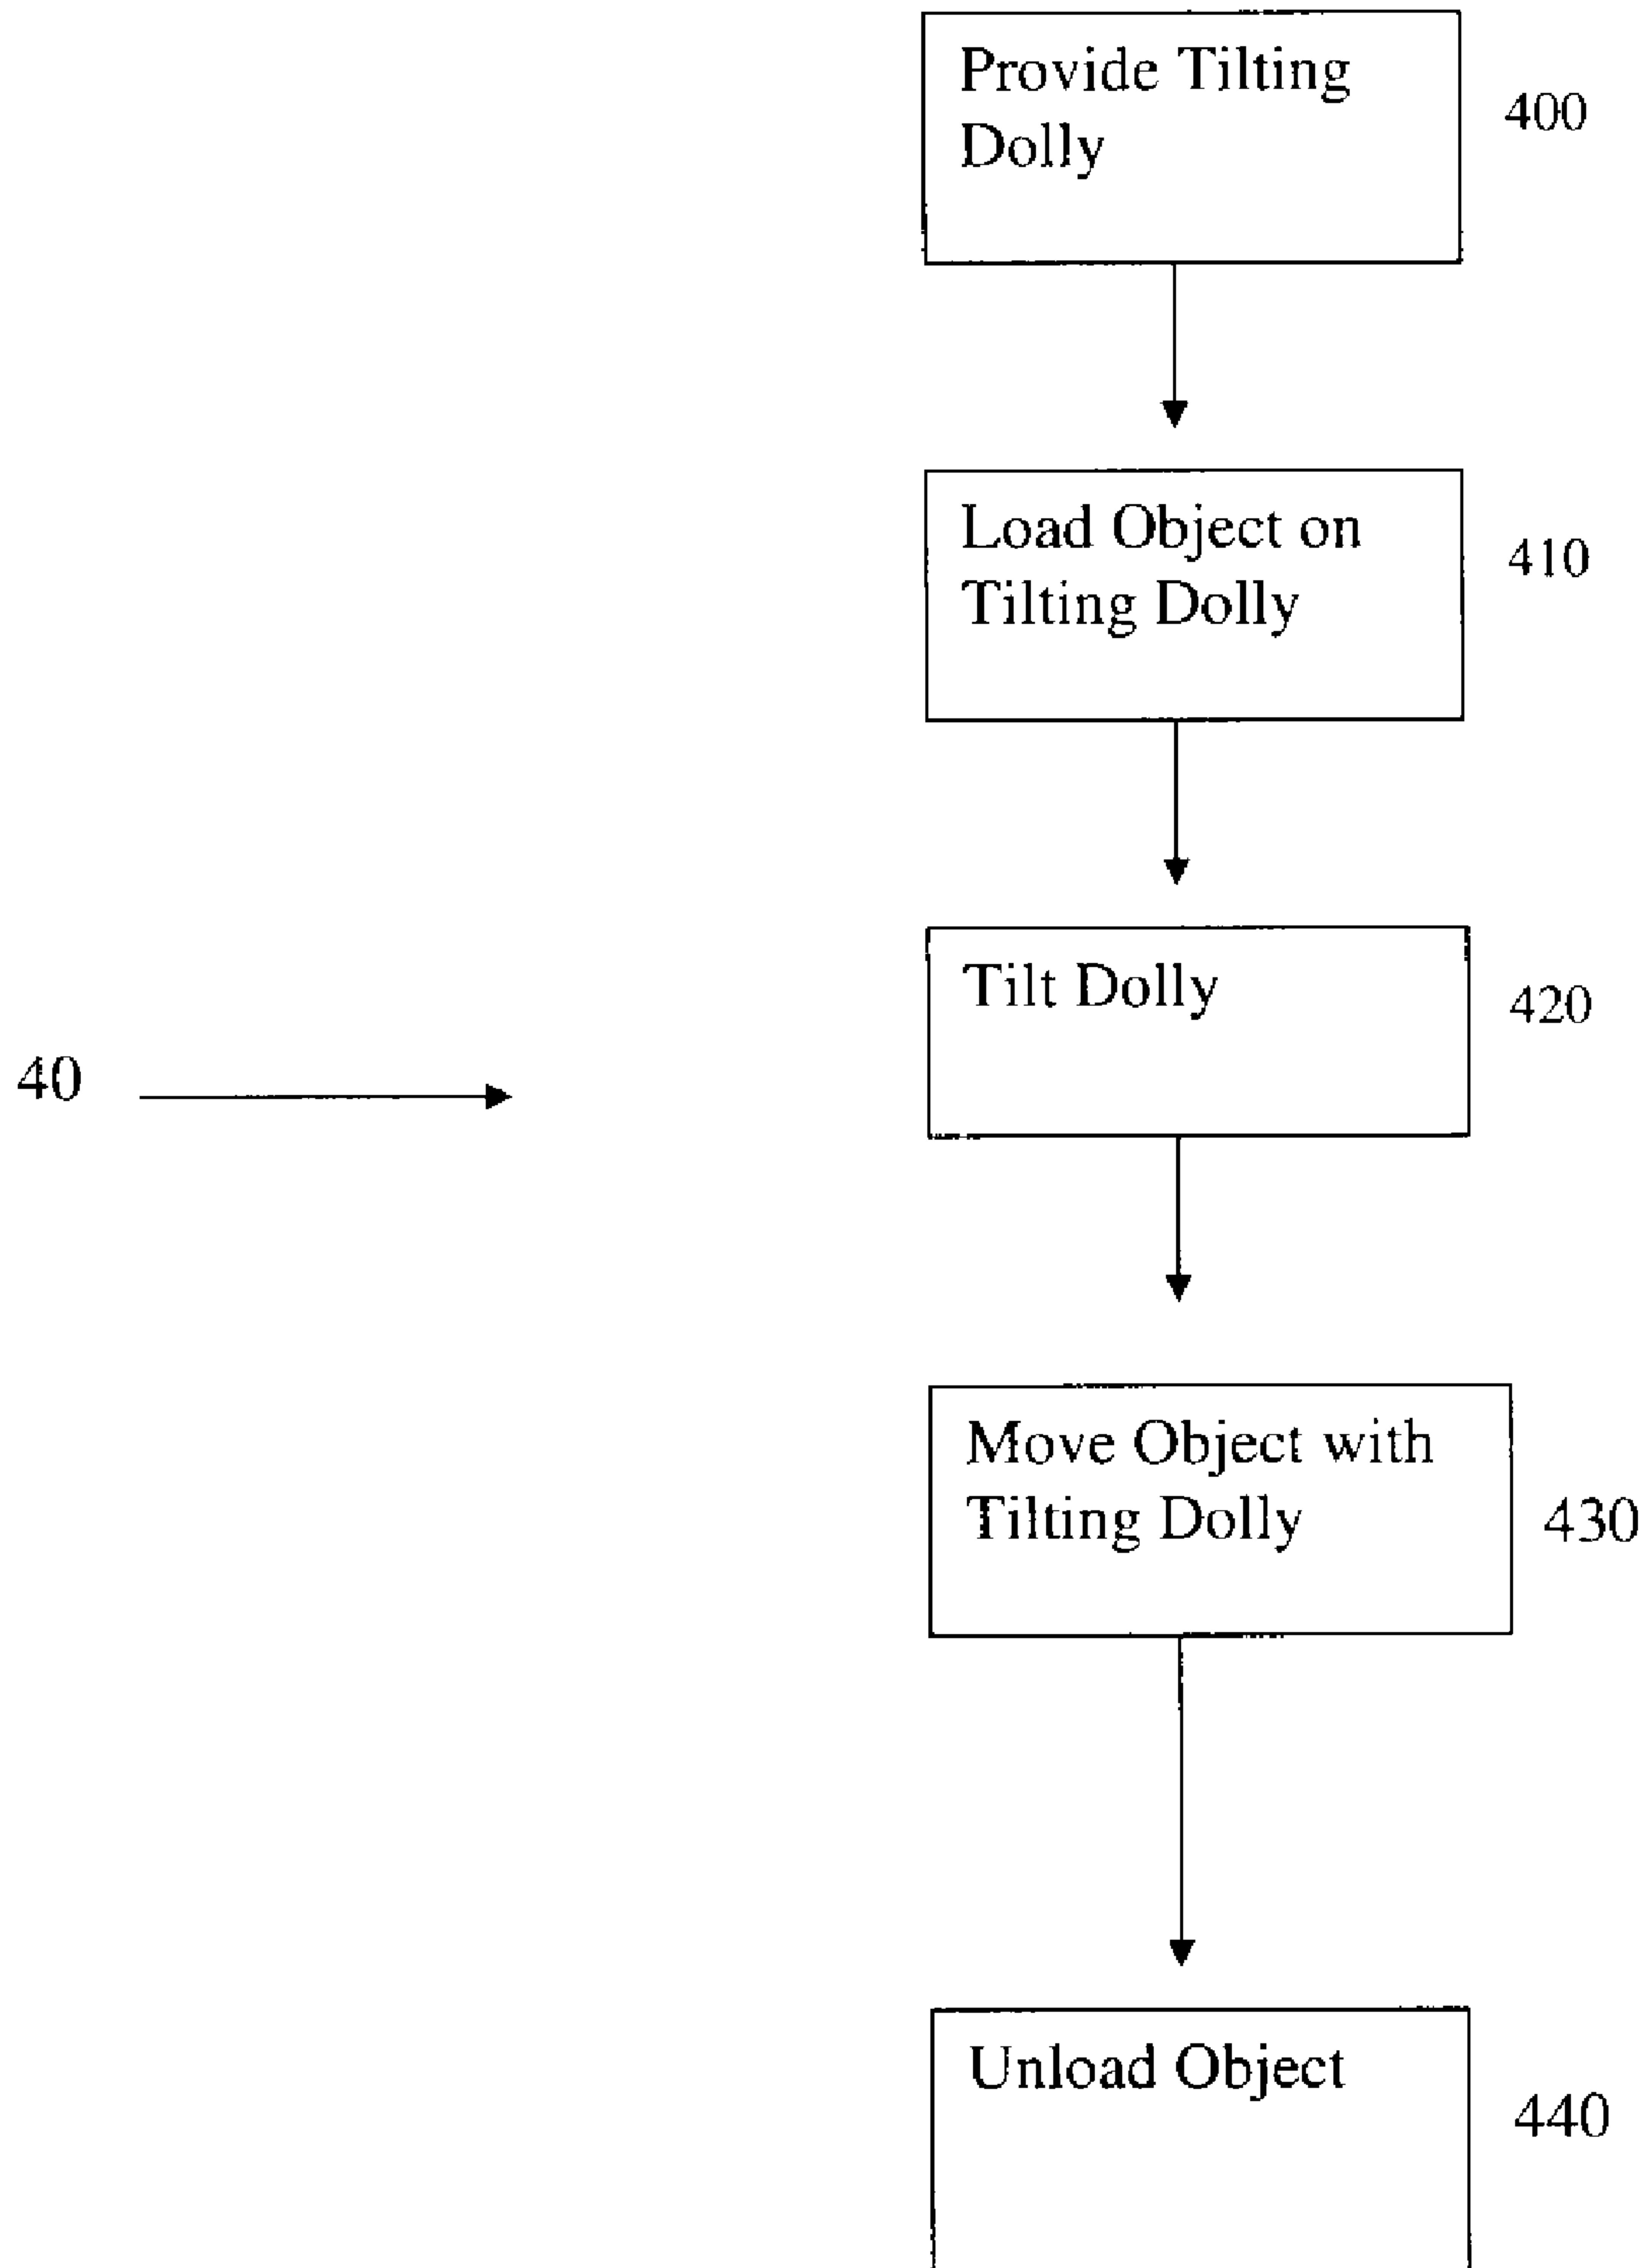 Provide Tilting
Dolly
400
Load Object on
Tilting Dolly
410
Tilt Dolly
420
40
Move Object with
Tilting Dolly
430
Unload Object
440